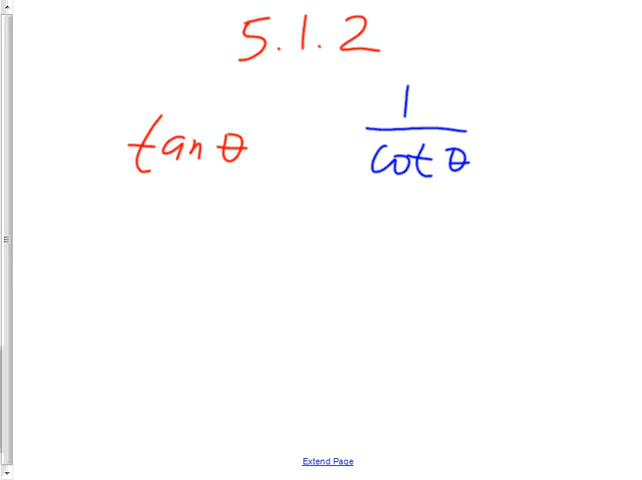 5.1.2
tan θ
1
cot θ
Extend Page